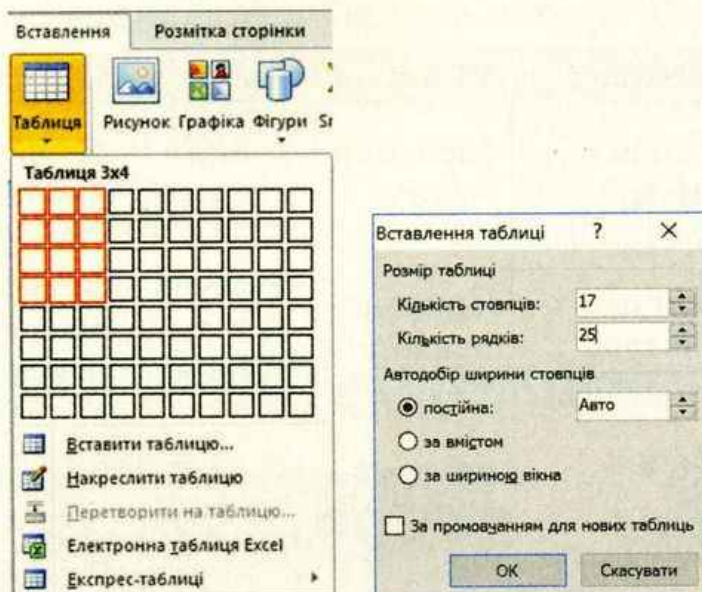 Вставлення Розмітка сторінки
Таблиця Рисунок Графіка Фігури Sr
Таблиця 3x4
Вставити таблицю...
Накреслити таблицю
Перетворити на таблицю...
Електронна таблиця Excel
Експрес-таблиці
Вставлення таблиці ? ×
Розмір таблиці
Кількість стовпців: 17
Кількість рядків: 25
Автодобір ширини стовпців
постійна: Авто
за вмістом
за шириною вікна
За промовчанням для нових таблиць
ОК Скасувати